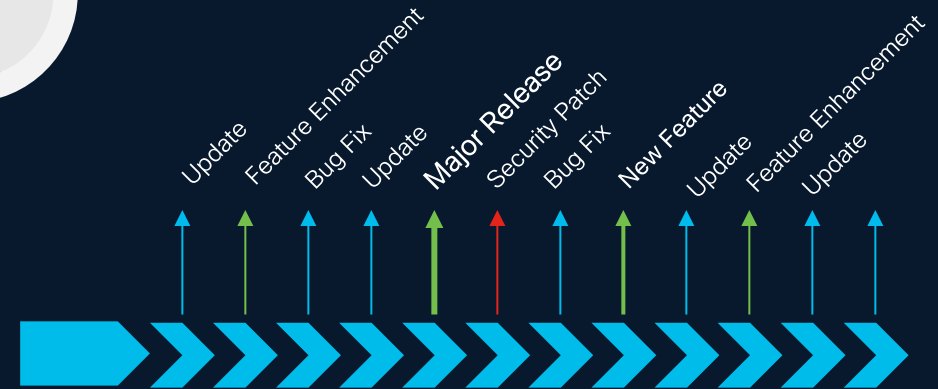 Update
Feature Enhancement
Bug Fix
Update
Major Release
Security Patch
Bug Fix
New Feature
Update
Feature Enhancement
Update